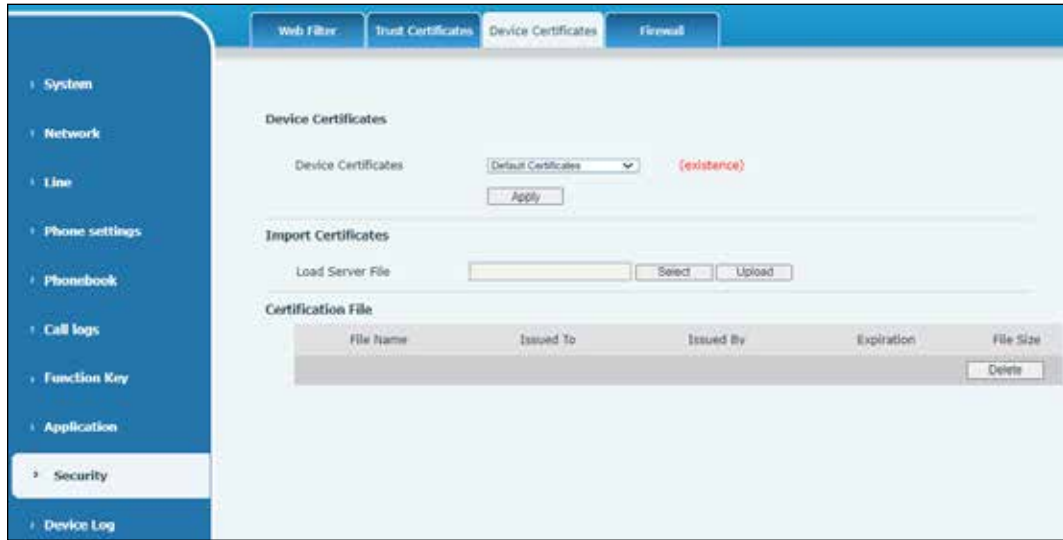 Web Filter Trust Certificates Device Certificates Firewall
System
Network
Line
Phone settings
Phonebook
Call logs
Function Key
Application
Security
Device Log
Device Certificates
Device Certificates Default Certificates (existence)
Apply
Import Certificates
Load Server File Select Upload
Certification File
File Name Issued To Issued By Expiration File Size
Delete